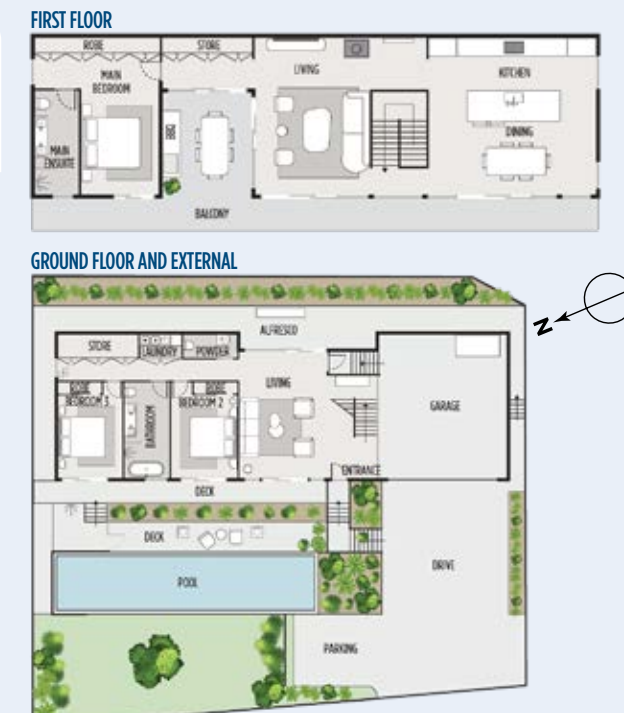 FIRST FLOOR
ROBE
STORE
LIVING
KITCHEN
MAIN
BEDROOM
BBQ
DINING
MAIN
ENSUITE
BALCONY
GROUND FLOOR AND EXTERNAL
N
ALFRESCO
STORE
LAUNDRY
POWDER
LIVING
ROBE
ROBE
BEDROOM 3
BATHROOM
BEDROOM 2
GARAGE
ENTRANCE
DECK
DECK
DRIVE
POOL
PARKING